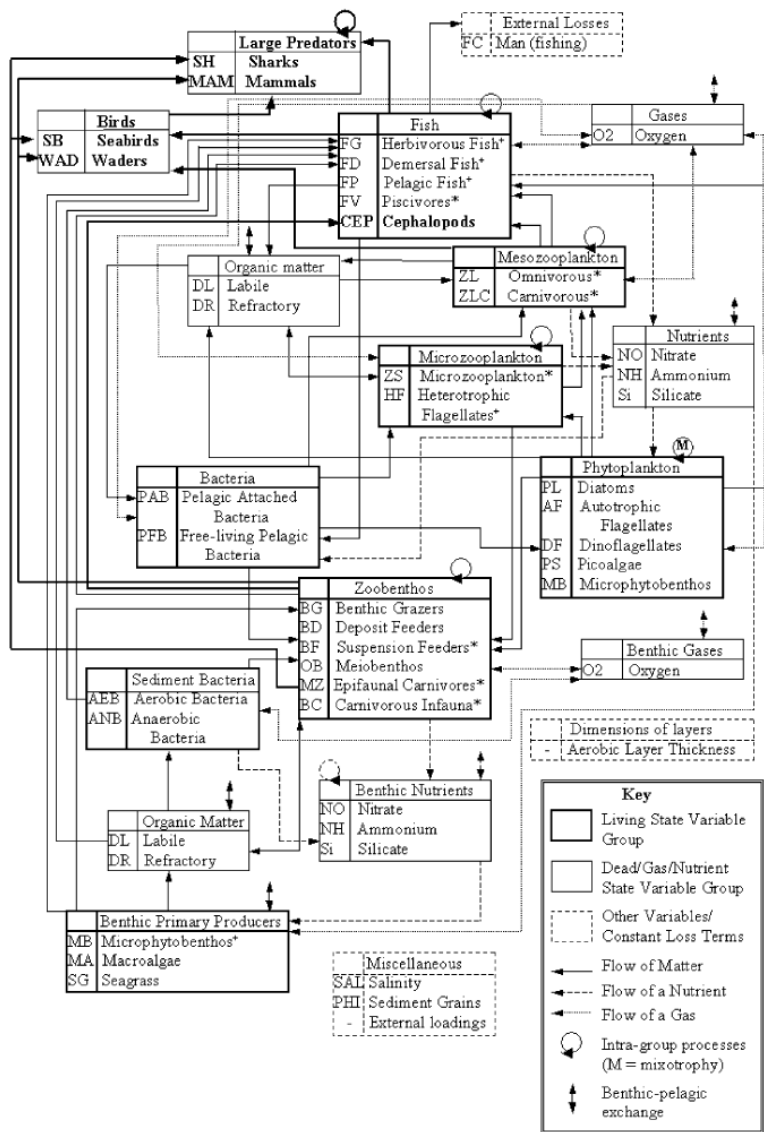 Large Predators
SH Sharks
MAM Mammals
External Losses
FC Man (fishing)
Birds
SB Seabirds
WAD Waders
Fish
FG Herbivorous Fish⁺
FD Demersal Fish⁺
FP Pelagic Fish⁺
FV Piscivores*
CEP Cephalopods
Gases
O2 Oxygen
Organic matter
DL Labile
DR Refractory
Mesozooplankton
ZL Omnivorous*
ZLC Carnivorous*
Microzooplankton
ZS Microzooplankton*
HF Heterotrophic
Flagellates⁺
Nutrients
NO Nitrate
NH Ammonium
Si Silicate
Bacteria
PAB Pelagic Attached
Bacteria
PFB Free-living Pelagic
Bacteria
M
Phytoplankton
PL Diatoms
AF Autotrophic
Flagellates
DF Dinoflagellates
PS Picoalgae
MB Microphytobenthos
Zoobenthos
BG Benthic Grazers
BD Deposit Feeders
BF Suspension Feeders*
OB Meiobenthos
MZ Epifaunal Carnivores*
BC Carnivorous Infauna*
Benthic Gases
O2 Oxygen
Sediment Bacteria
AEB Aerobic Bacteria
ANB Anaerobic
Bacteria
Dimensions of layers
- Aerobic Layer Thickness
Benthic Nutrients
NO Nitrate
NH Ammonium
Si Silicate
Organic Matter
DL Labile
DR Refractory
Benthic Primary Producers
MB Microphytobenthos⁺
MA Macroalgae
SG Seagrass
Miscellaneous
SAL Salinity
PHI Sediment Grains
- External loadings
Key
Living State Variable
Group
Dead/Gas/Nutrient
State Variable Group
Other Variables/
Constant Loss Terms
Flow of Matter
Flow of a Nutrient
Flow of a Gas
Intra-group processes
(M = mixotrophy)
Benthic-pelagic
exchange